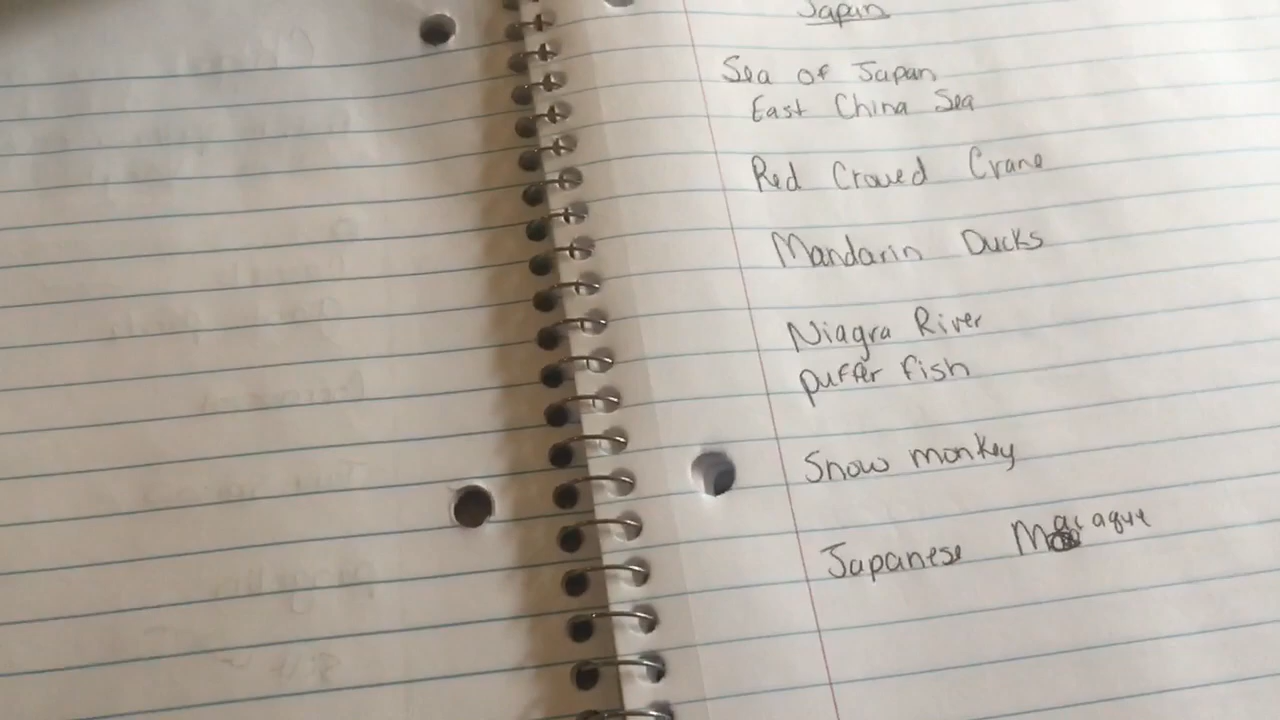 Japan
Sea of Japan
East China Sea
Red Crowed Crane
Mandarin Ducks
Niagra River
puffer fish
Snow monkey
Japanese Macaque